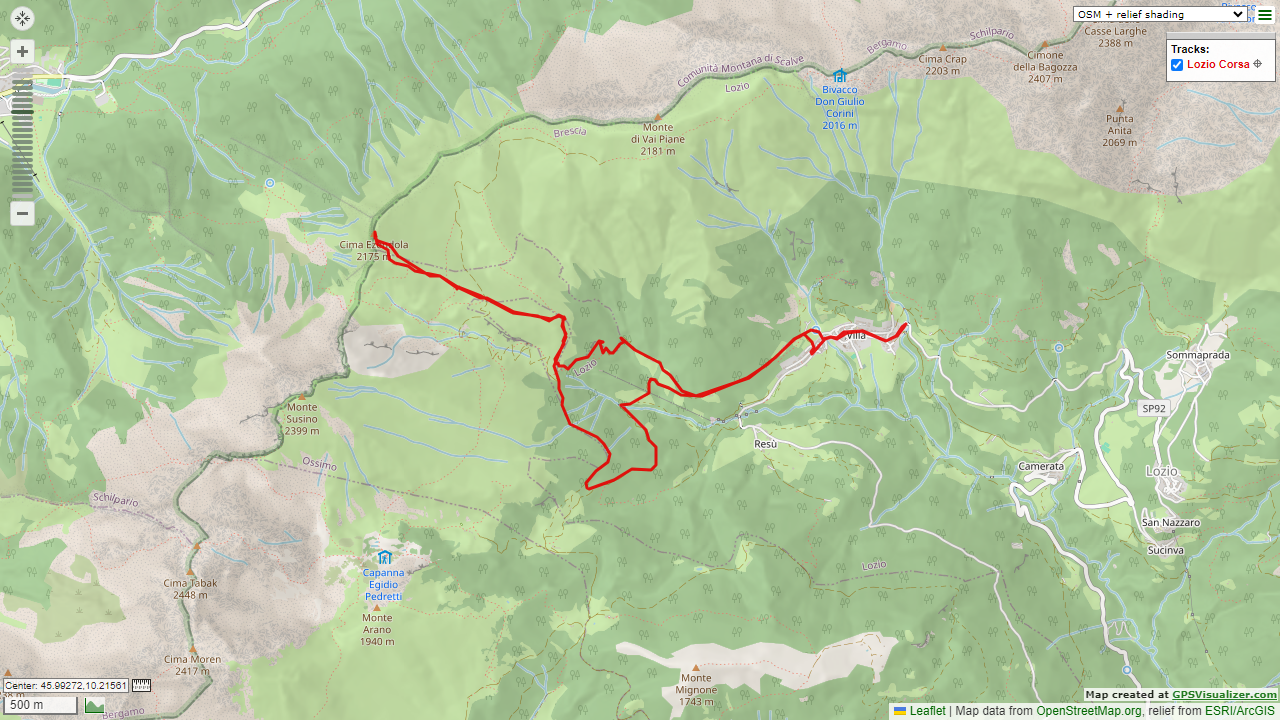 OSM + relief shading
Tracks:
Lozio Corsa
Casse Larghe
2388 m
Schilpario
Bergamo
Cima Crap
2203 m
Cimone
della Bagozza
2407 m
Comunità Montana di Scalve
Lozio
Bivacco
Don Giulio
Corini
2016 m
Punta
Anita
2069 m
Brescia
Monte
di Vai Piane
2181 m
2175 m
Villa
Lozio
Sommaprada
SP92
Monte
Susino
2399 m
Resù
Ossimo
Camerata
Lozio
Schilpario
San Nazzaro
Sucinva
Lozio
Capanna
Egidio
Pedretti
Cima Tabak
2448 m
Monte
Arano
1940 m
Cima Moren
2417 m
Monte
Mignone
1743 m
Center: 45.99272,10.21561
500 m
Bergamo
Map created at GPSVisualizer.com
Leaflet | Map data from OpenStreetMap.org, relief from ESRI/ArcGIS